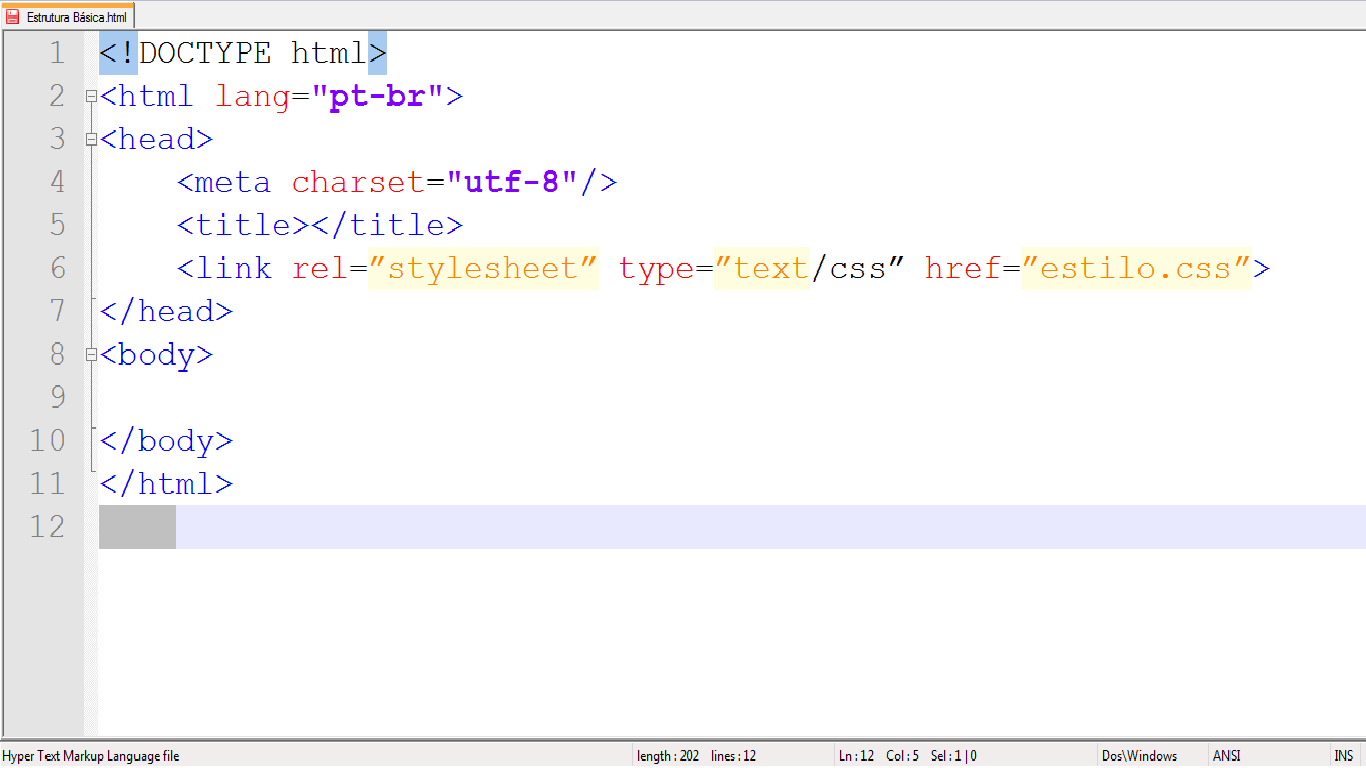 Estrutura Básica.html
1 <!DOCTYPE html>
2 <html lang="pt-br">
3 <head>
4     <meta charset="utf-8"/>
5     <title></title>
6     <link rel=”stylesheet” type=”text/css” href=”estilo.css”>
7 </head>
8 <body>
9
10 </body>
11 </html>
12
Hyper Text Markup Language file length : 202 lines : 12 Ln : 12 Col : 5 Sel : 1 | 0 Dos\Windows ANSI INS